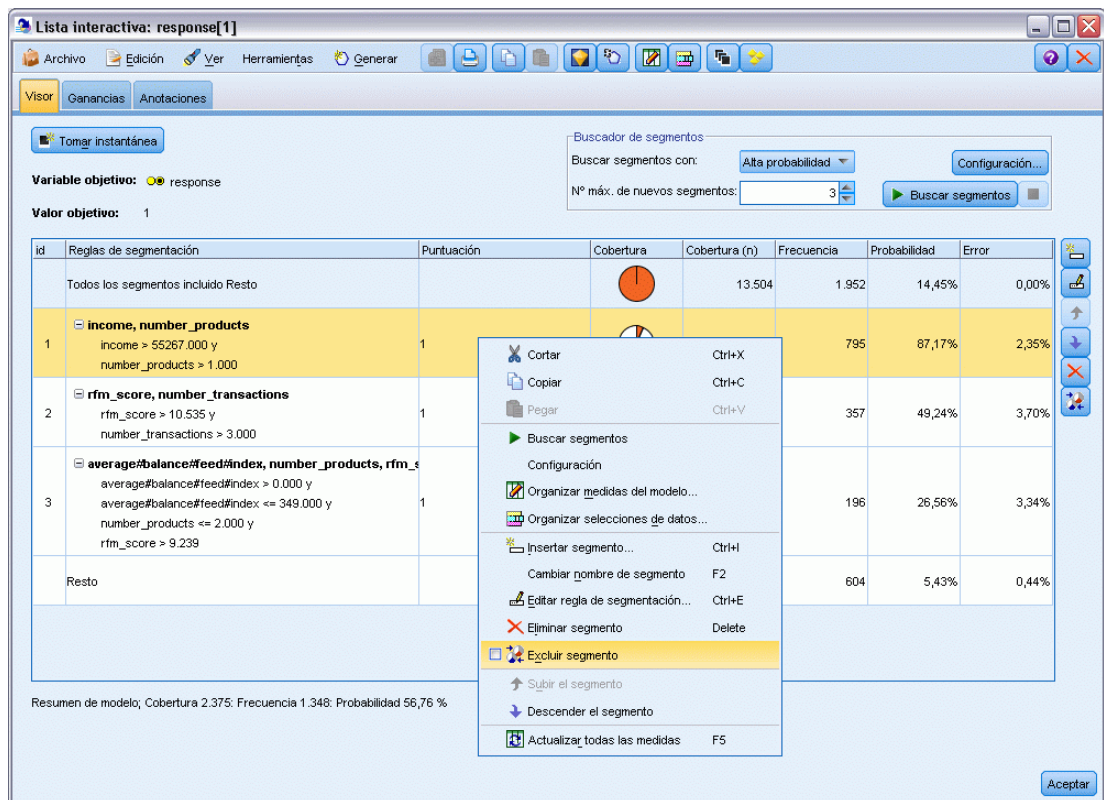 Lista interactiva: response[1]
Archivo Edición Ver Herramientas Generar
Visor Ganancias Anotaciones
Tomar instantánea
Variable objetivo: response
Valor objetivo: 1
Buscador de segmentos
Buscar segmentos con: Alta probabilidad Configuración...
Nº máx. de nuevos segmentos: 3 Buscar segmentos
id Reglas de segmentación Puntuación Cobertura Cobertura (n) Frecuencia Probabilidad Error
Todos los segmentos incluido Resto 13.504 1.952 14,45% 0,00%
income, number_products
1 income > 55267.000 y 1 795 87,17% 2,35%
number_products > 1.000
rfm_score, number_transactions
2 rfm_score > 10.535 y 1 357 49,24% 3,70%
number_transactions > 3.000
average#balance#feed#index, number_products, rfm_s
average#balance#feed#index > 0.000 y
3 average#balance#feed#index <= 349.000 y 1 196 26,56% 3,34%
number_products <= 2.000 y
rfm_score > 9.239
Resto 604 5,43% 0,44%
Cortar Ctrl+X
Copiar Ctrl+C
Pegar Ctrl+V
Buscar segmentos
Configuración
Organizar medidas del modelo...
Organizar selecciones de datos...
Insertar segmento... Ctrl+I
Cambiar nombre de segmento F2
Editar regla de segmentación... Ctrl+E
Eliminar segmento Delete
Excluir segmento
Subir el segmento
Descender el segmento
Actualizar todas las medidas F5
Resumen de modelo; Cobertura 2.375: Frecuencia 1.348: Probabilidad 56,76 %
Aceptar